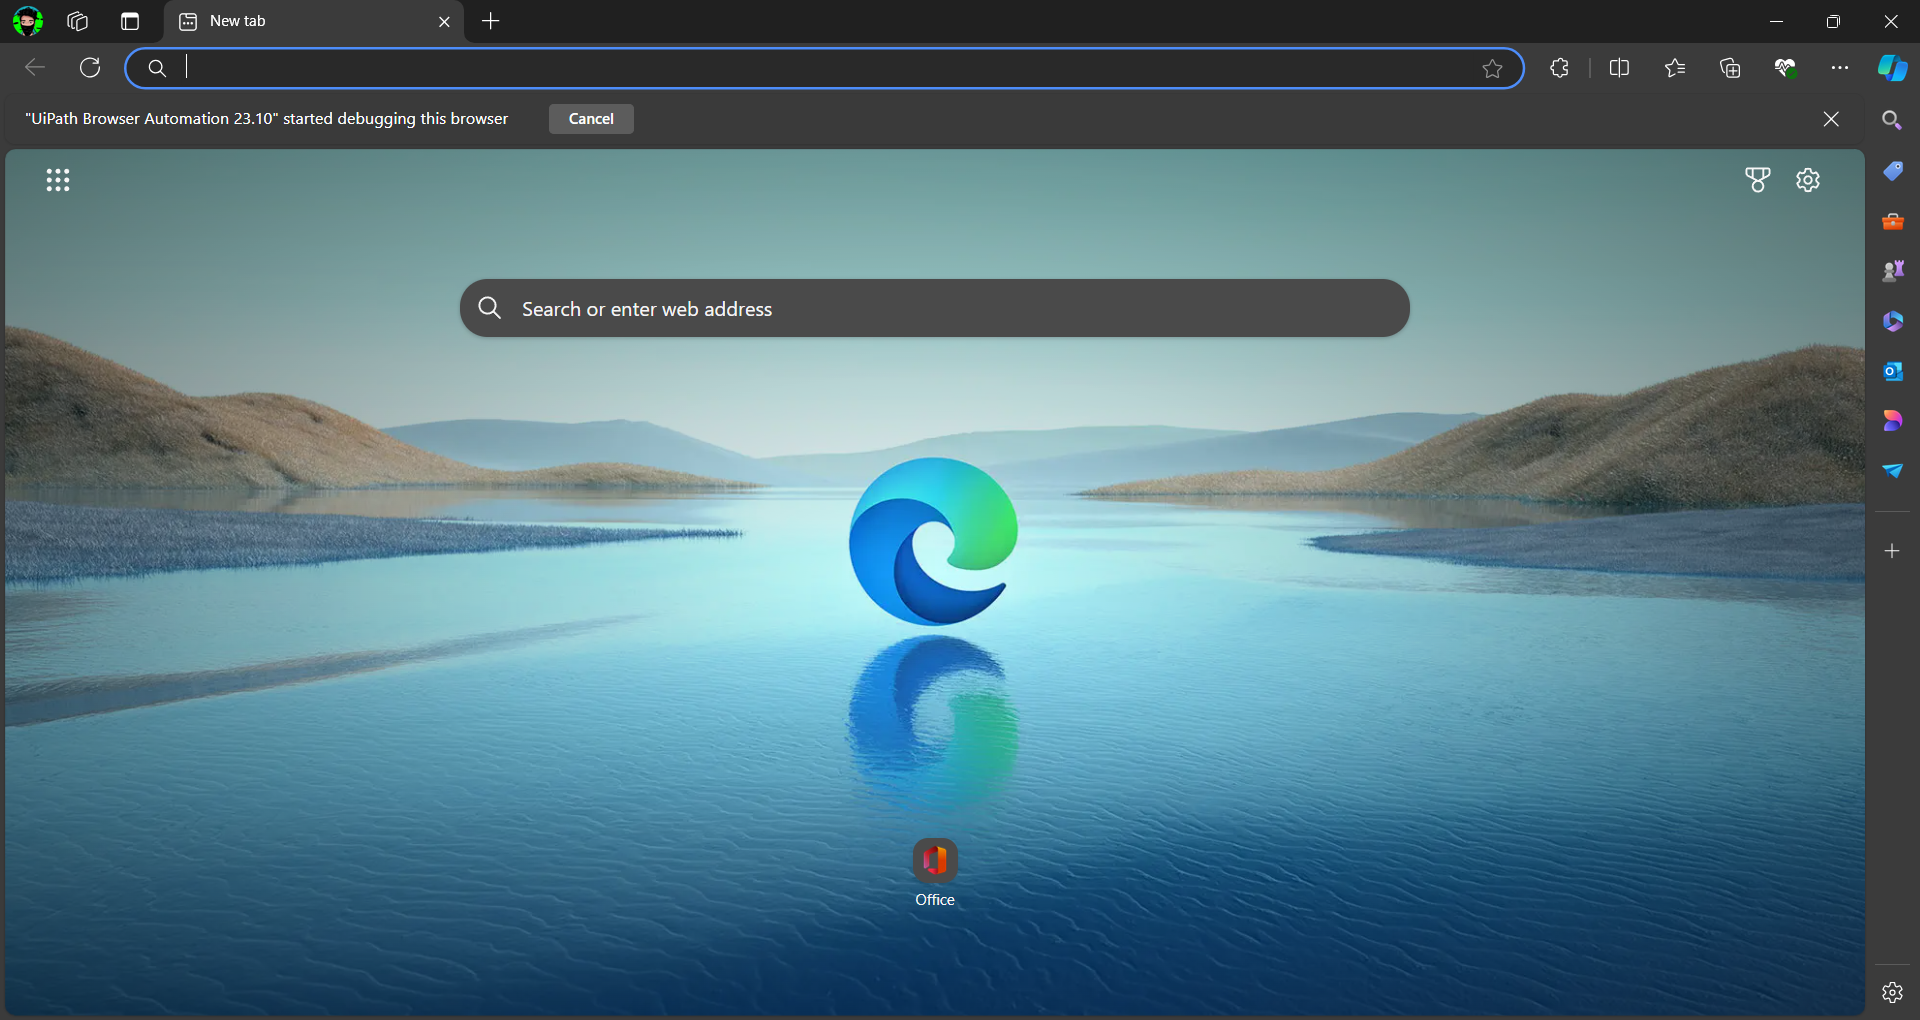 New tab
"UiPath Browser Automation 23.10" started debugging this browser
Cancel
Search or enter web address
Office